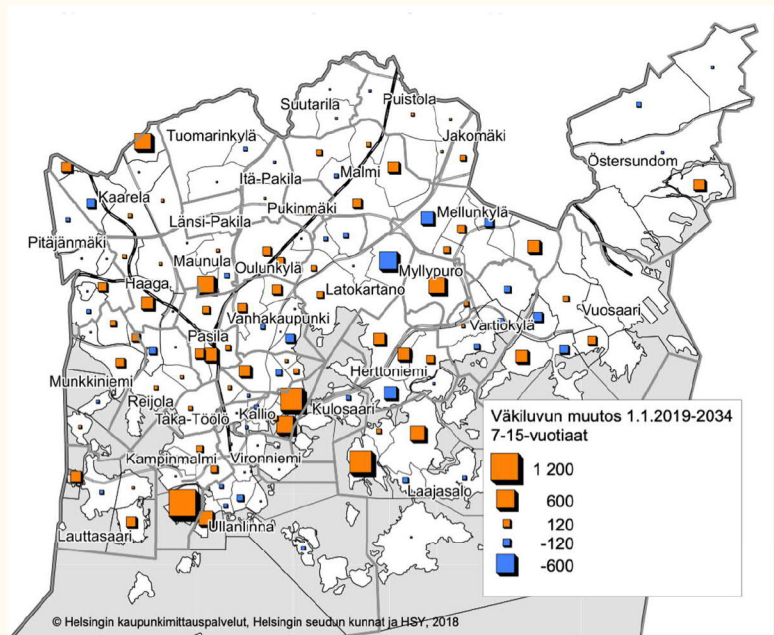 Suutarila
Puistola
Tuomarinkylä
Jakomäki
Malmi
Östersundom
Itä-Pakila
Kaarela
Pukinmäki
Mellunkylä
Länsi-Pakila
Pitäjänmäki
Maunula
Oulunkylä
Myllypuro
Haaga
Latokartano
Vuosaari
Vanhakaupunki
Vartiokylä
Pasila
Herttoniemi
Munkkiniemi
Reijola
Kulosaari
Taka-Töölö
Kallio
Väkiluvun muutos 1.1.2019-2034
7-15-vuotiaat
1 200
600
120
-120
-600
Kampinmalmi
Vironniemi
Laajasalo
Ullanlinna
Lauttasaari
© Helsingin kaupunkimittauspalvelut, Helsingin seudun kunnat ja HSY, 2018